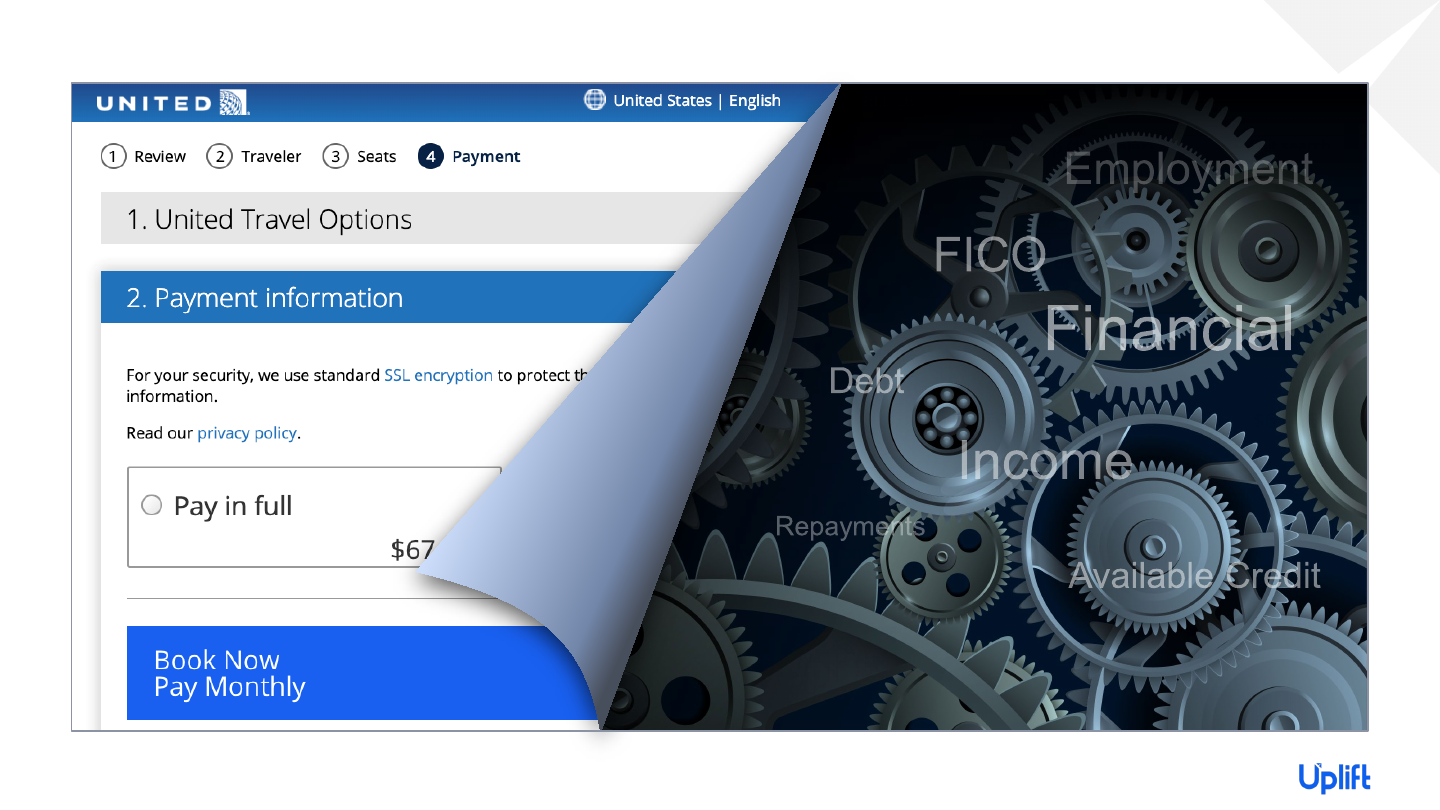 UNITED
United States | English
1 Review 2 Traveler 3 Seats 4 Payment
1. United Travel Options
2. Payment information
For your security, we use standard SSL encryption to protect th
information.
Read our privacy policy.
Pay in full
$67
Book Now
Pay Monthly
Employment
FICO
Financial
Debt
Income
Repayments
Available Credit
Uplift